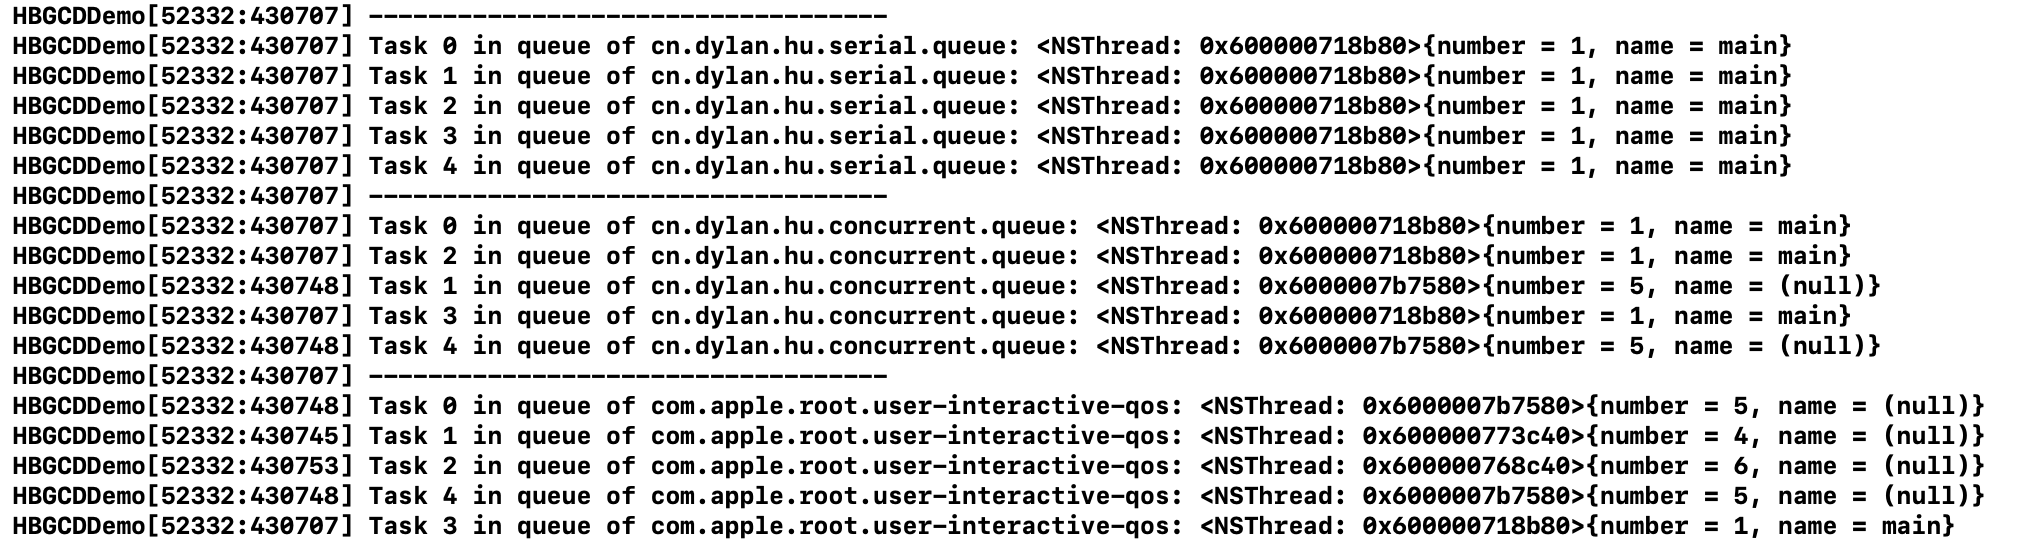 HBGCDDemo[52332:430707] -----------------------------------
HBGCDDemo[52332:430707] Task 0 in queue of cn.dylan.hu.serial.queue: <NSThread: 0x600000718b80>{number = 1, name = main}
HBGCDDemo[52332:430707] Task 1 in queue of cn.dylan.hu.serial.queue: <NSThread: 0x600000718b80>{number = 1, name = main}
HBGCDDemo[52332:430707] Task 2 in queue of cn.dylan.hu.serial.queue: <NSThread: 0x600000718b80>{number = 1, name = main}
HBGCDDemo[52332:430707] Task 3 in queue of cn.dylan.hu.serial.queue: <NSThread: 0x600000718b80>{number = 1, name = main}
HBGCDDemo[52332:430707] Task 4 in queue of cn.dylan.hu.serial.queue: <NSThread: 0x600000718b80>{number = 1, name = main}
HBGCDDemo[52332:430707] -----------------------------------
HBGCDDemo[52332:430707] Task 0 in queue of cn.dylan.hu.concurrent.queue: <NSThread: 0x600000718b80>{number = 1, name = main}
HBGCDDemo[52332:430707] Task 2 in queue of cn.dylan.hu.concurrent.queue: <NSThread: 0x600000718b80>{number = 1, name = main}
HBGCDDemo[52332:430748] Task 1 in queue of cn.dylan.hu.concurrent.queue: <NSThread: 0x6000007b7580>{number = 5, name = (null)}
HBGCDDemo[52332:430707] Task 3 in queue of cn.dylan.hu.concurrent.queue: <NSThread: 0x600000718b80>{number = 1, name = main}
HBGCDDemo[52332:430748] Task 4 in queue of cn.dylan.hu.concurrent.queue: <NSThread: 0x6000007b7580>{number = 5, name = (null)}
HBGCDDemo[52332:430707] -----------------------------------
HBGCDDemo[52332:430748] Task 0 in queue of com.apple.root.user-interactive-qos: <NSThread: 0x6000007b7580>{number = 5, name = (null)}
HBGCDDemo[52332:430745] Task 1 in queue of com.apple.root.user-interactive-qos: <NSThread: 0x600000773c40>{number = 4, name = (null)}
HBGCDDemo[52332:430753] Task 2 in queue of com.apple.root.user-interactive-qos: <NSThread: 0x600000768c40>{number = 6, name = (null)}
HBGCDDemo[52332:430748] Task 4 in queue of com.apple.root.user-interactive-qos: <NSThread: 0x6000007b7580>{number = 5, name = (null)}
HBGCDDemo[52332:430707] Task 3 in queue of com.apple.root.user-interactive-qos: <NSThread: 0x600000718b80>{number = 1, name = main}